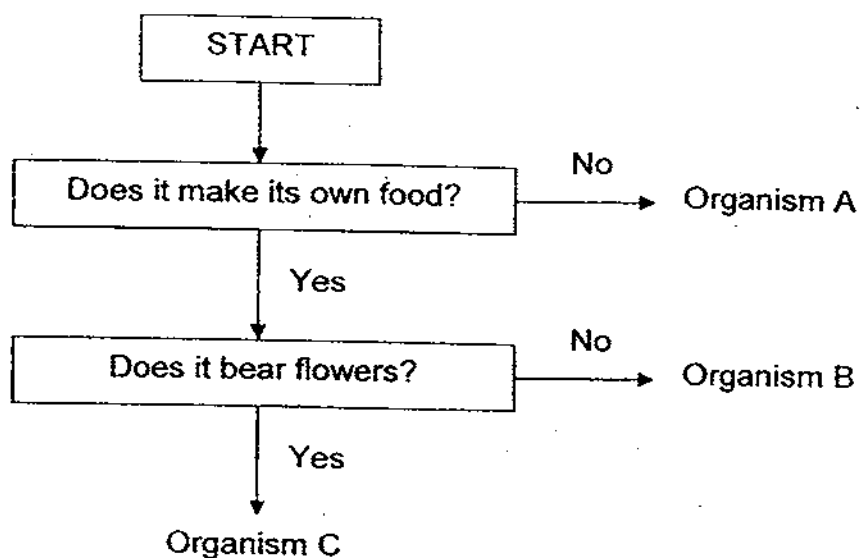 START
Does it make its own food?
No
Organism A
Yes
Does it bear flowers?
No
Organism B
Yes
Organism C